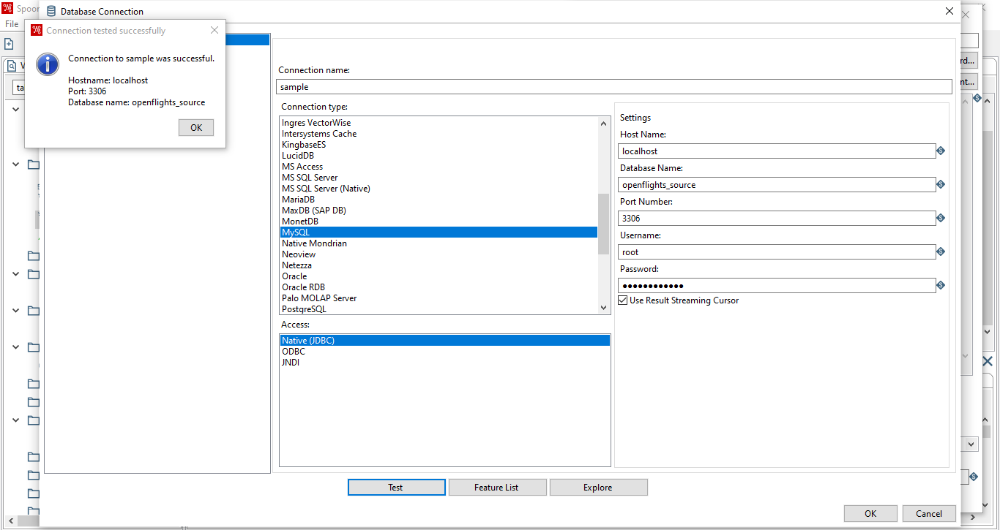 Spoon
Database Connection
File
Connection tested successfully
Connection to sample was successful.
Hostname: localhost
Port: 3306
Database name: openflights_source
OK
Connection name:
sample
Connection type:
Ingres VectorWise
Intersystems Cache
KingbaseES
LucidDB
MS Access
MS SQL Server
MS SQL Server (Native)
MariaDB
MaxDB (SAP DB)
MonetDB
MySQL
Native Mondrian
Neoview
Netezza
Oracle
Oracle RDB
Palo MOLAP Server
PostgreSQL
Access:
Native (JDBC)
ODBC
JNDI
Settings
Host Name:
localhost
Database Name:
openflights_source
Port Number:
3306
Username:
root
Password:
●●●●●●●●●●●●
Use Result Streaming Cursor
Test
Feature List
Explore
OK
Cancel